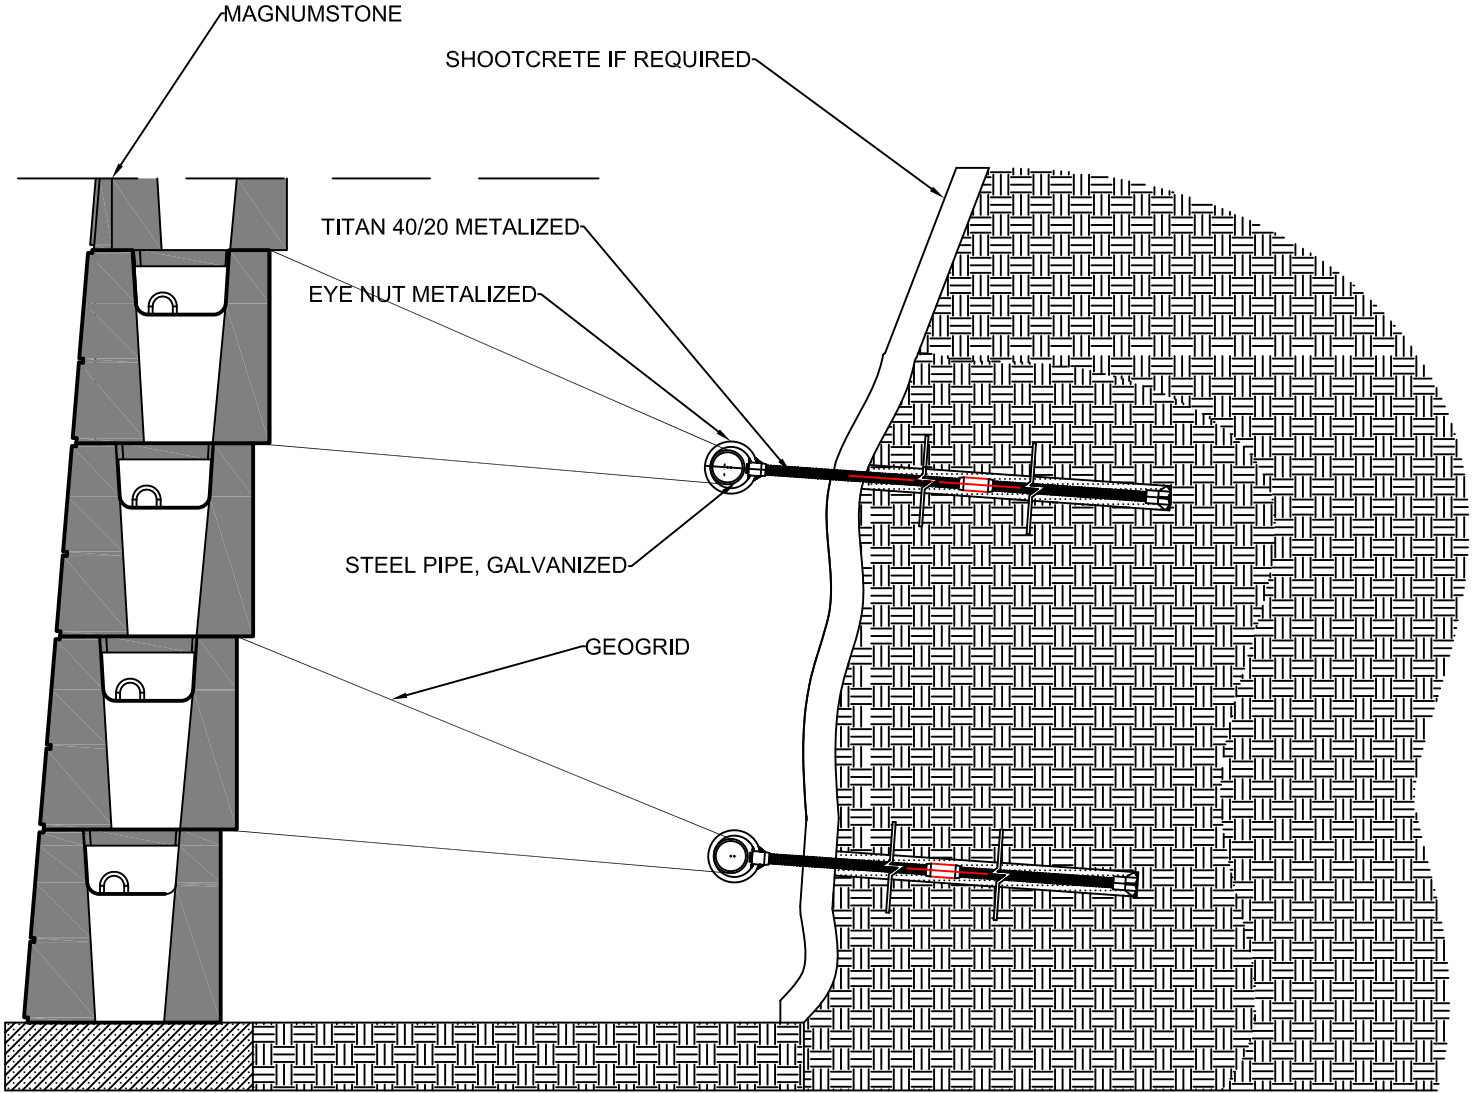 MAGNUMSTONE
SHOOTCRETE IF REQUIRED
TITAN 40/20 METALIZED
EYE NUT METALIZED
STEEL PIPE, GALVANIZED
GEOGRID